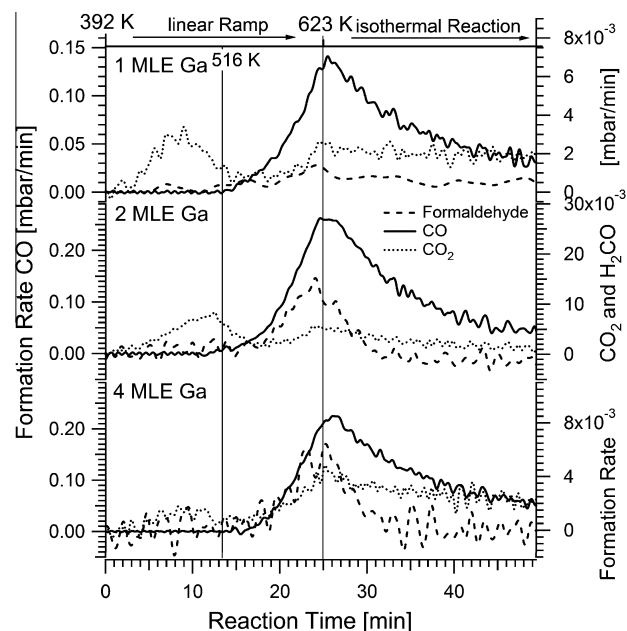 392 K linear Ramp 623 K isothermal Reaction
1 MLE Ga 516 K
0.15
0.10
0.05
0.00
8x10⁻³
6
4
2
0
2 MLE Ga
Formaldehyde
CO
CO₂
0.20
0.10
0.00
30x10⁻³
20
10
0
4 MLE Ga
0.20
0.10
0.00
8x10⁻³
4
0
Formation Rate CO [mbar/min]
Formation Rate CO₂ and H₂CO [mbar/min]
0 10 20 30 40
Reaction Time [min]